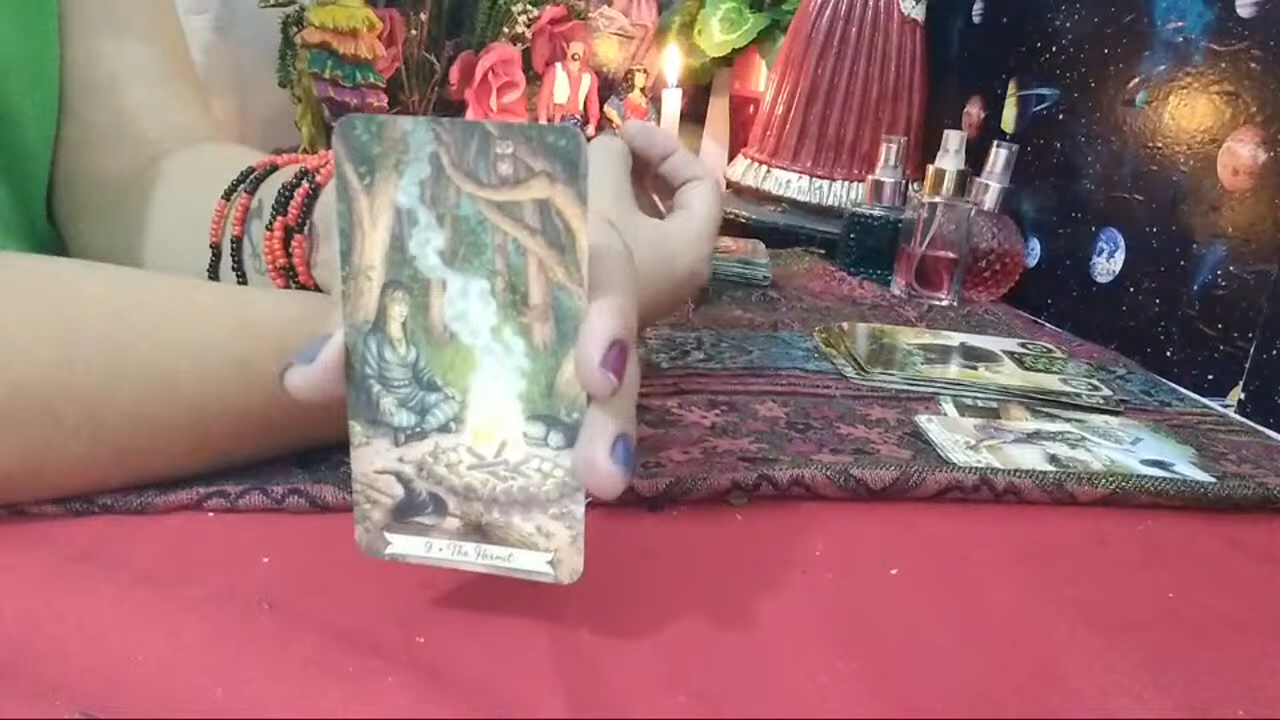 9 • The Hermit